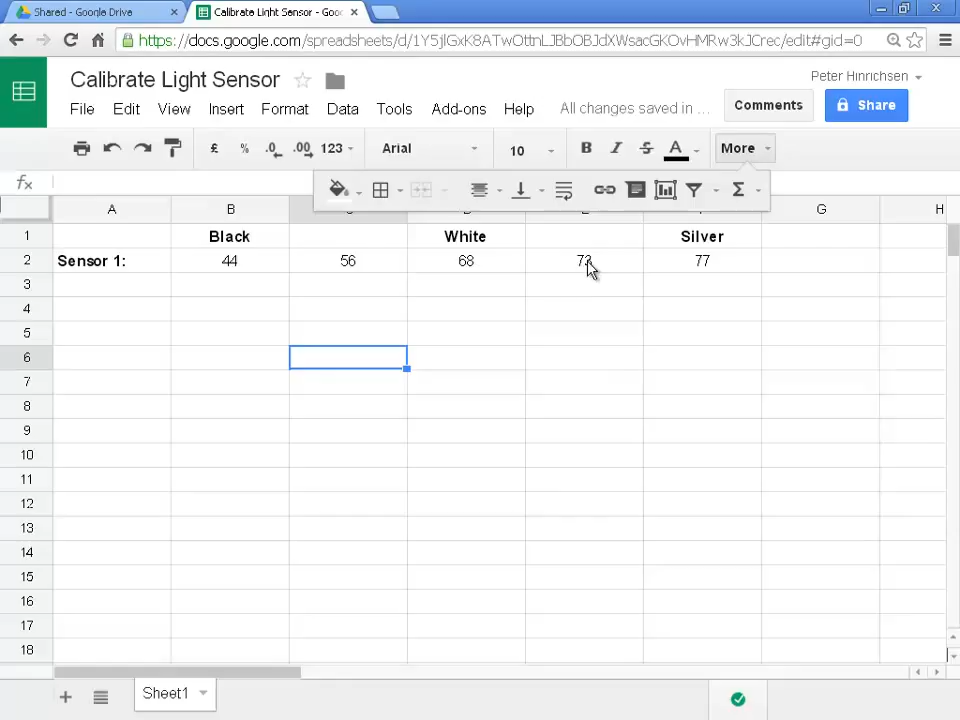 Shared - Google Drive
Calibrate Light Sensor - Goo
https://docs.google.com/spreadsheets/d/1Y5jlGxK8ATwOttnLJBbOBJdXWsacGKOvHMRw3kJCrec/edit#gid=0
Calibrate Light Sensor
Peter Hinrichsen
File Edit View Insert Format Data Tools Add-ons Help All changes saved in ...
Comments
Share
£ % .0 .00 123 Arial 10 B I S A More
fx
A B G H
1 Black White Silver
2 Sensor 1: 44 56 68 73 77
3
4
5
6
7
8
9
10
11
12
13
14
15
16
17
18
Sheet1